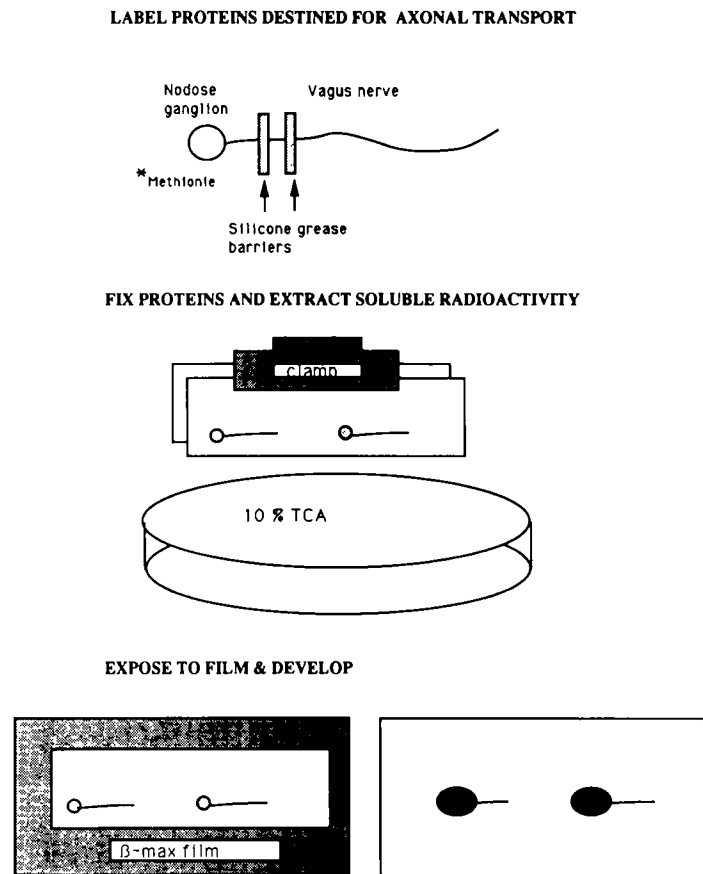 LABEL PROTEINS DESTINED FOR AXONAL TRANSPORT
Nodose
ganglion
Vagus nerve
*Methionie
Silicone grease
barriers
FIX PROTEINS AND EXTRACT SOLUBLE RADIOACTIVITY
clamp
10 % TCA
EXPOSE TO FILM & DEVELOP
β-max film